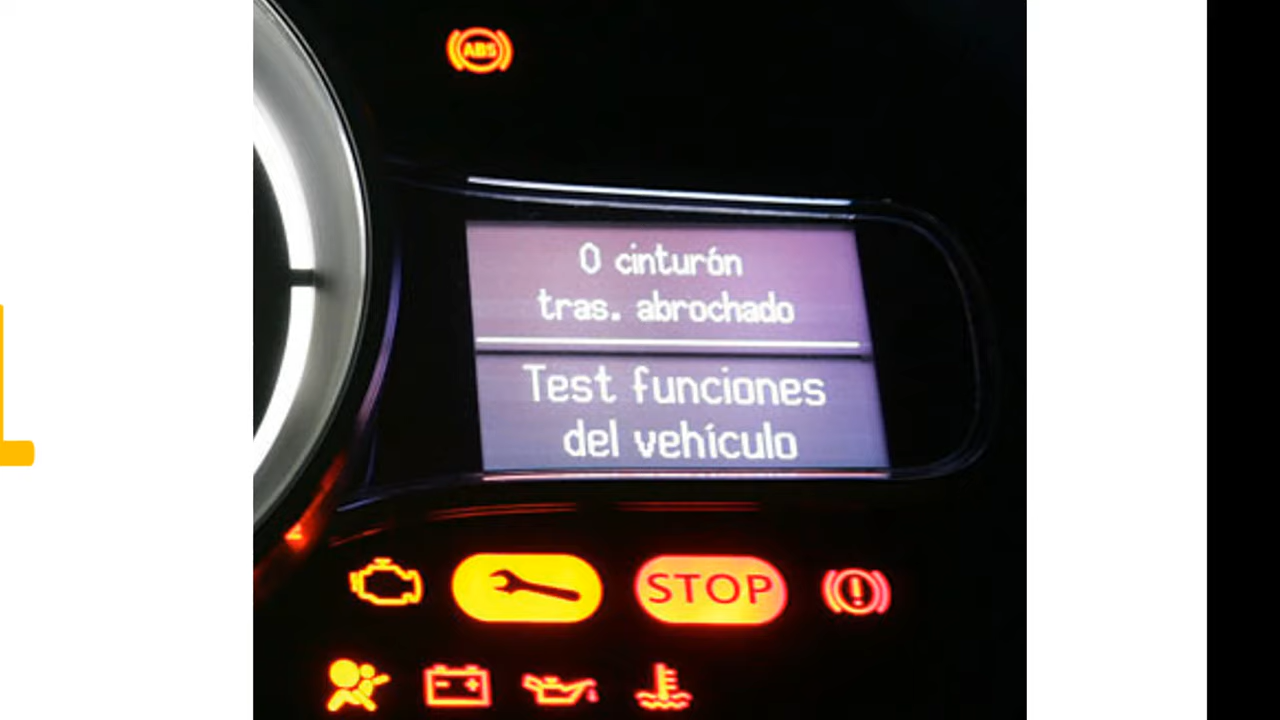 ABS
0 cinturón
tras. abrochado
Test funciones
del vehículo
STOP